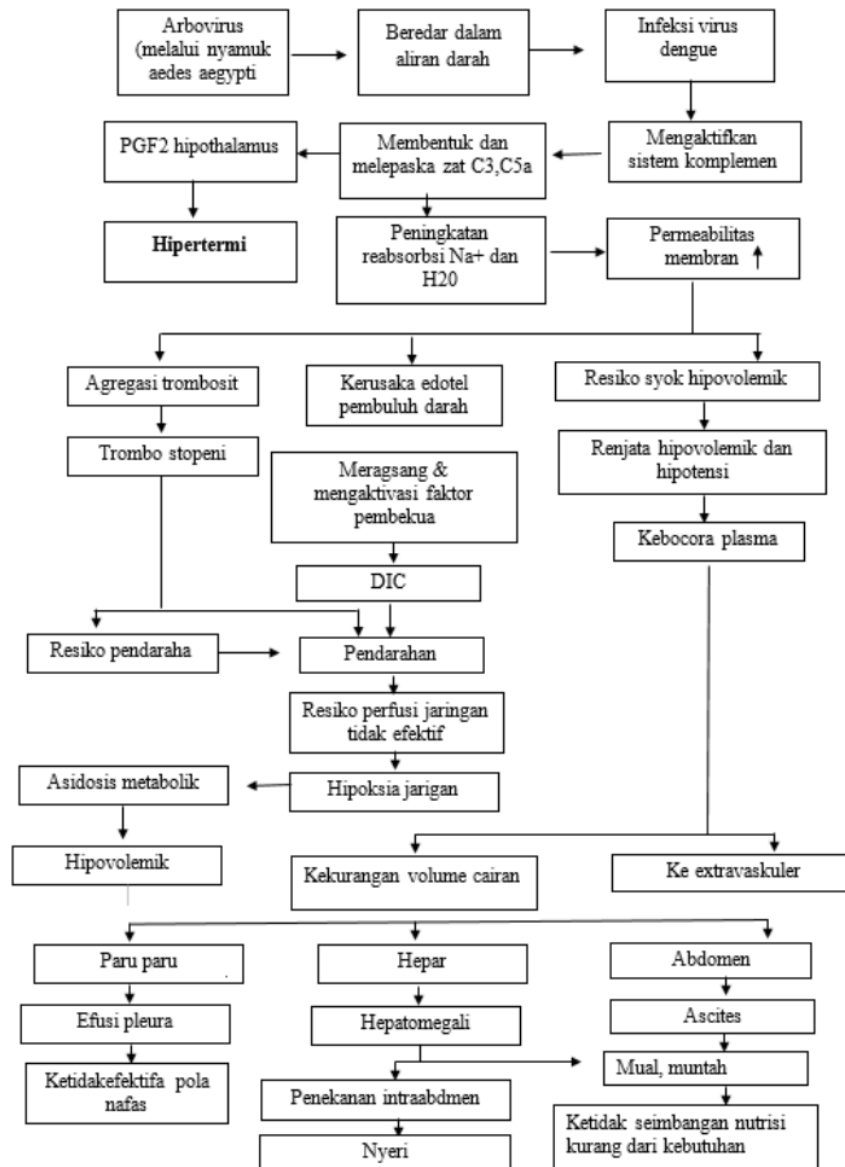 Arbovirus
(melalui nyamuk
aedes aegypti
Beredar dalam
aliran darah
Infeksi virus
dengue
PGF2 hipothalamus
Membentuk dan
melepaska zat C3,C5a
Mengaktifkan
sistem komplemen
Hipertermi
Peningkatan
reabsorbsi Na+ dan
H20
Permeabilitas
membran
Agregasi trombosit
Kerusaka edotel
pembuluh darah
Resiko syok hipovolemik
Trombo stopeni
Meragsang &
mengaktivasi faktor
pembekua
Renjata hipovolemik dan
hipotensi
Kebocora plasma
DIC
Resiko pendaraha
Pendarahan
Resiko perfusi jaringan
tidak efektif
Asidosis metabolik
Hipoksia jarigan
Hipovolemik
Kekurangan volume cairan
Ke extravaskuler
Paru paru
Hepar
Abdomen
Efusi pleura
Hepatomegali
Ascites
Ketidakefektifa pola
nafas
Penekanan intraabdmen
Mual, muntah
Nyeri
Ketidak seimbangan nutrisi
kurang dari kebutuhan